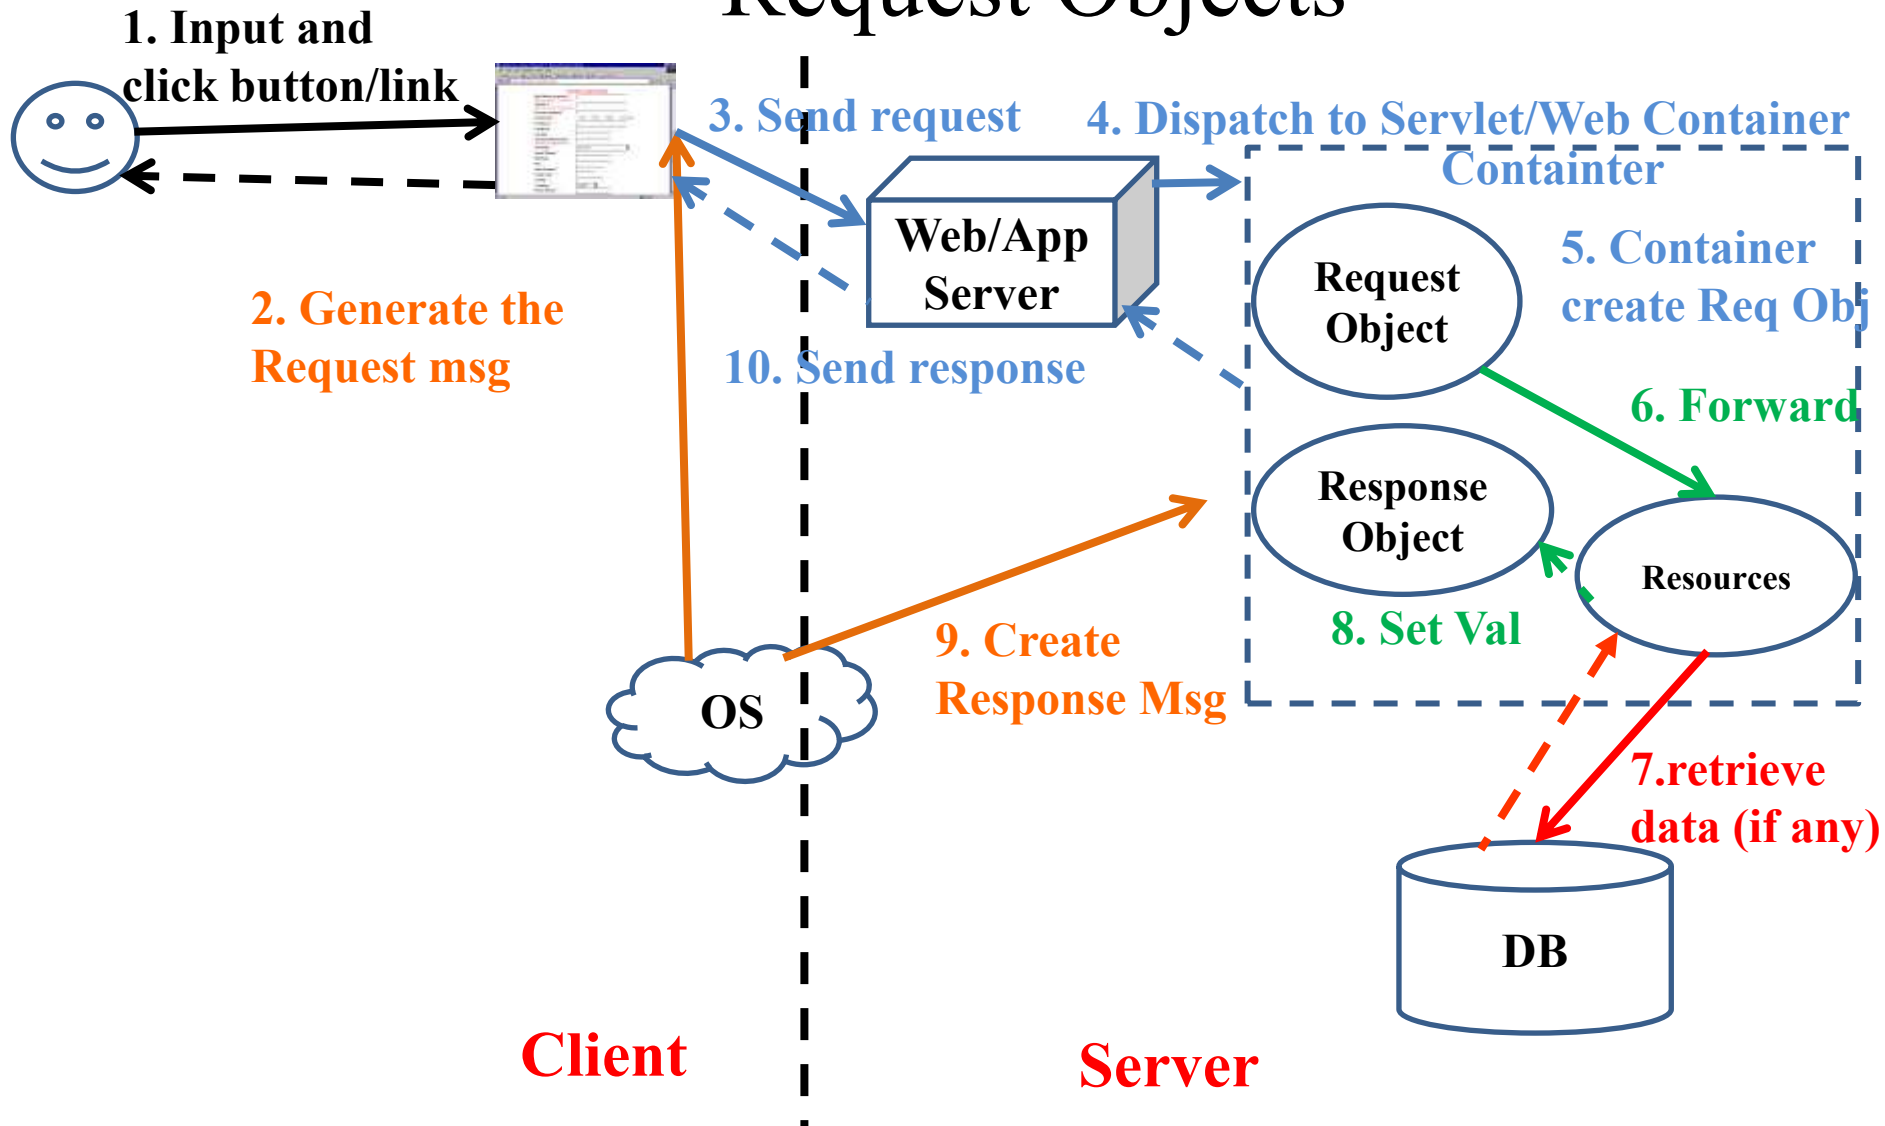 Request Objects
1. Input and
click button/link
3. Send request
4. Dispatch to Servlet/Web Container
Containter
Web/App
Server
Request
Object
5. Container
create Req Obj
2. Generate the
Request msg
10. Send response
6. Forward
Response
Object
Resources
8. Set Val
9. Create
Response Msg
OS
7.retrieve
data (if any)
DB
Client
Server